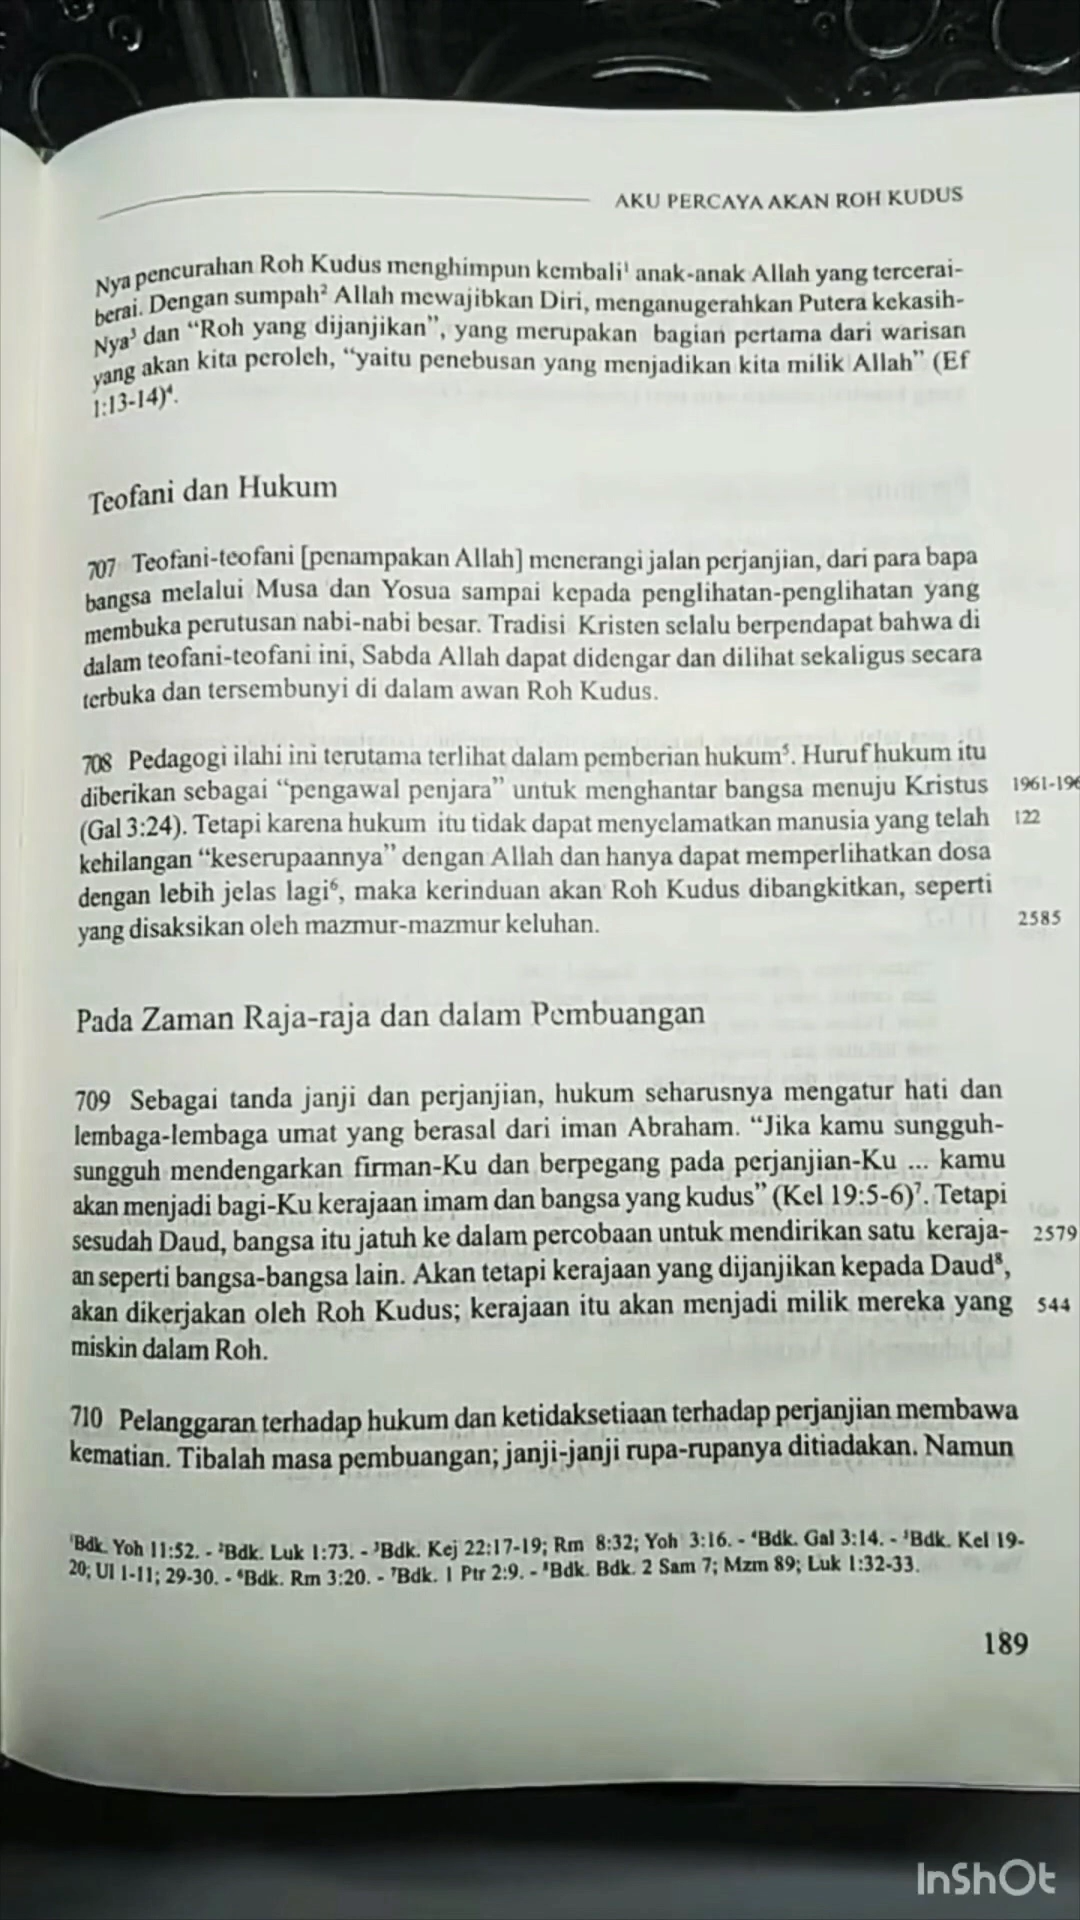 AKU PERCAYA AKAN ROH KUDUS
Nya pencurahan Roh Kudus menghimpun kembali¹ anak-anak Allah yang tercerai-
berai. Dengan sumpah² Allah mewajibkan Diri, menganugerahkan Putera kekasih-
Nya³ dan “Roh yang dijanjikan”, yang merupakan bagian pertama dari warisan
yang akan kita peroleh, “yaitu penebusan yang menjadikan kita milik Allah” (Ef
1:13-14)⁴.
Teofani dan Hukum
707 Teofani-teofani [penampakan Allah] menerangi jalan perjanjian, dari para bapa
bangsa melalui Musa dan Yosua sampai kepada penglihatan-penglihatan yang
membuka perutusan nabi-nabi besar. Tradisi Kristen selalu berpendapat bahwa di
dalam teofani-teofani ini, Sabda Allah dapat didengar dan dilihat sekaligus secara
terbuka dan tersembunyi di dalam awan Roh Kudus.
708 Pedagogi ilahi ini terutama terlihat dalam pemberian hukum⁵. Huruf hukum itu
diberikan sebagai “pengawal penjara” untuk menghantar bangsa menuju Kristus 1961-196
(Gal 3:24). Tetapi karena hukum itu tidak dapat menyelamatkan manusia yang telah 122
kehilangan “keserupaannya” dengan Allah dan hanya dapat memperlihatkan dosa
dengan lebih jelas lagi⁶, maka kerinduan akan Roh Kudus dibangkitkan, seperti
yang disaksikan oleh mazmur-mazmur keluhan. 2585
Pada Zaman Raja-raja dan dalam Pembuangan
709 Sebagai tanda janji dan perjanjian, hukum seharusnya mengatur hati dan
lembaga-lembaga umat yang berasal dari iman Abraham. “Jika kamu sungguh-
sungguh mendengarkan firman-Ku dan berpegang pada perjanjian-Ku ... kamu
akan menjadi bagi-Ku kerajaan imam dan bangsa yang kudus” (Kel 19:5-6)⁷. Tetapi
sesudah Daud, bangsa itu jatuh ke dalam percobaan untuk mendirikan satu keraja- 2579
an seperti bangsa-bangsa lain. Akan tetapi kerajaan yang dijanjikan kepada Daud⁸,
akan dikerjakan oleh Roh Kudus; kerajaan itu akan menjadi milik mereka yang 544
miskin dalam Roh.
710 Pelanggaran terhadap hukum dan ketidaksetiaan terhadap perjanjian membawa
kematian. Tibalah masa pembuangan; janji-janji rupa-rupanya ditiadakan. Namun
¹Bdk. Yoh 11:52. - ²Bdk. Luk 1:73. - ³Bdk. Kej 22:17-19; Rm 8:32; Yoh 3:16. - ⁴Bdk. Gal 3:14. - ⁵Bdk. Kel 19-
20; Ul 1-11; 29-30. - ⁶Bdk. Rm 3:20. - ⁷Bdk. 1 Ptr 2:9. - ⁸Bdk. Bdk. 2 Sam 7; Mzm 89; Luk 1:32-33.
189
InShOt